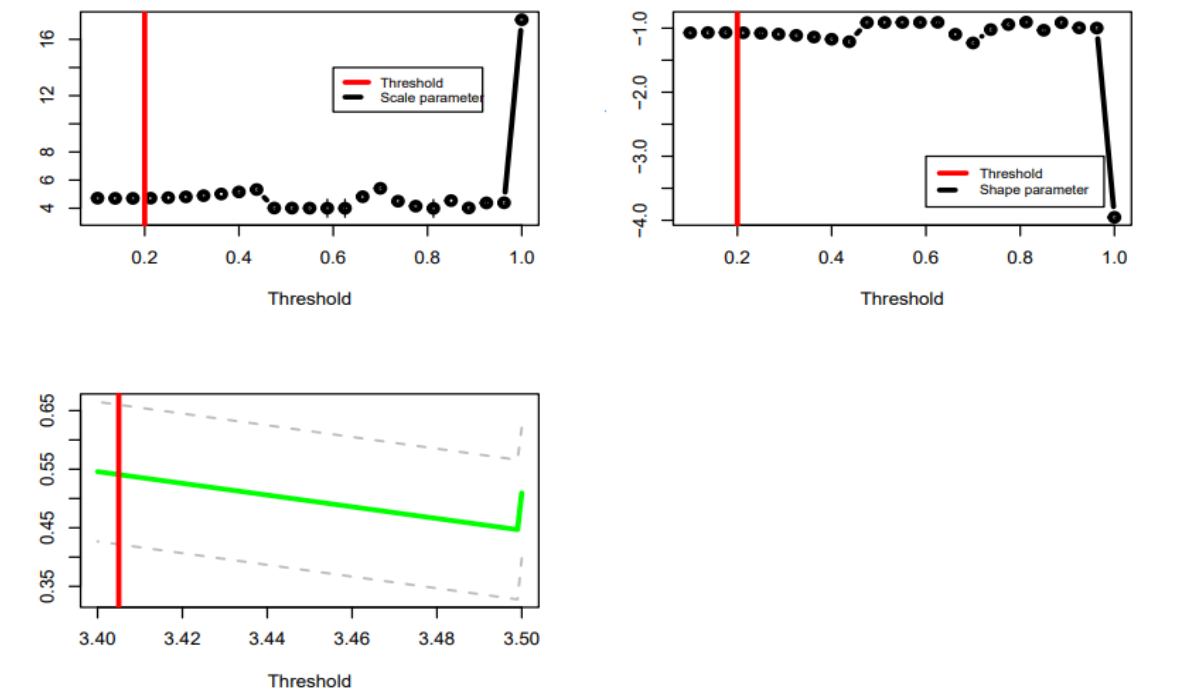 16
12
8
6
4
Threshold
Scale parameter
0.2 0.4 0.6 0.8 1.0
Threshold
−1.0
−2.0
−3.0
−4.0
Threshold
Shape parameter
0.2 0.4 0.6 0.8 1.0
Threshold
0.65
0.55
0.45
0.35
3.40 3.42 3.44 3.46 3.48 3.50
Threshold